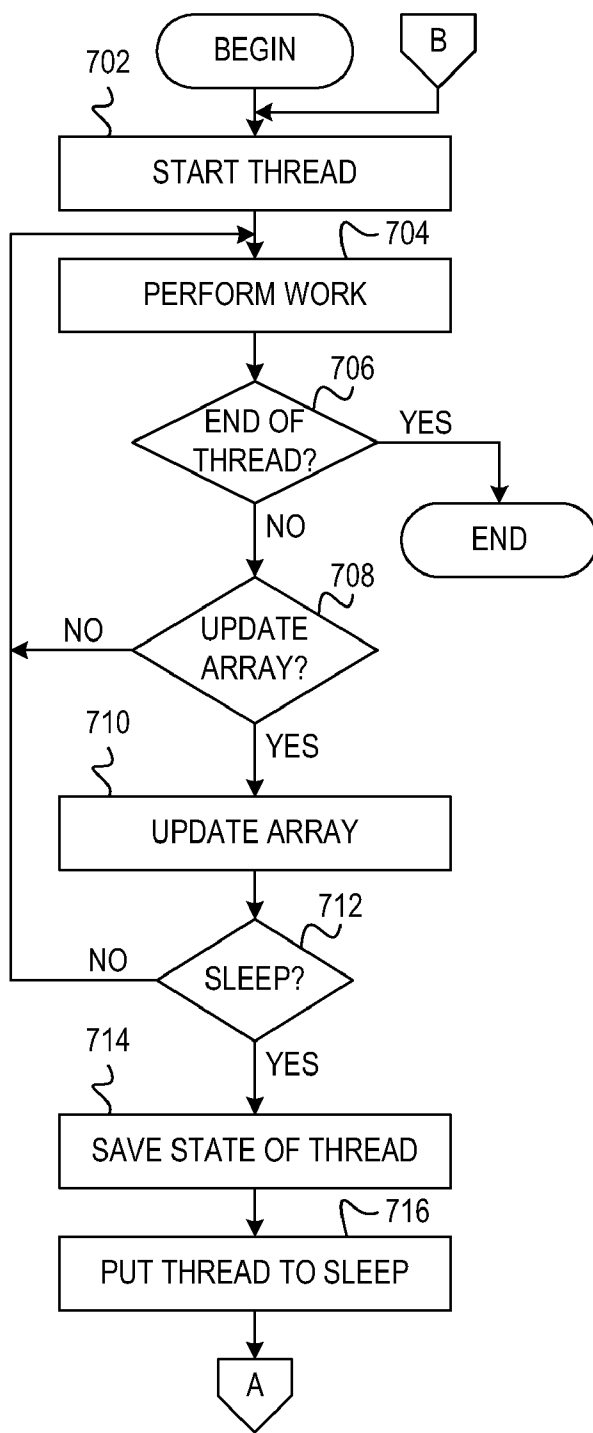 BEGIN
B
702
START THREAD
704
PERFORM WORK
706
END OF
THREAD?
YES
END
NO
708
UPDATE
ARRAY?
NO
YES
710
UPDATE ARRAY
712
SLEEP?
NO
YES
714
SAVE STATE OF THREAD
716
PUT THREAD TO SLEEP
A